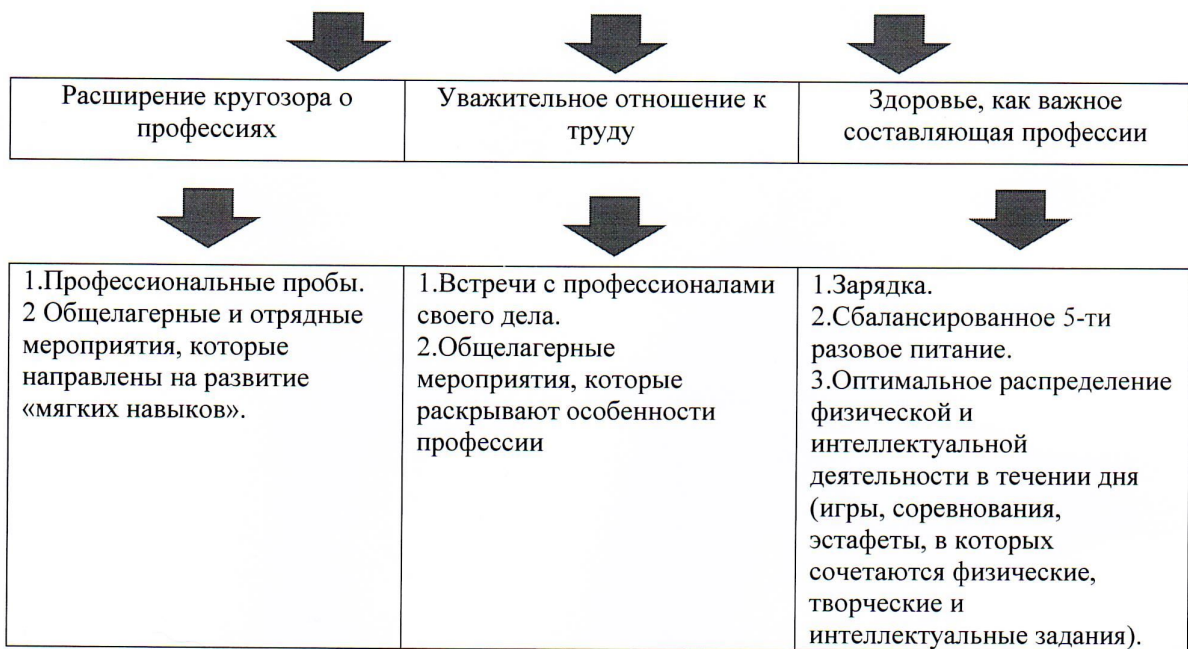 Расширение кругозора о
профессиях
Уважительное отношение к
труду
Здоровье, как важное
составляющая профессии
1.Профессиональные пробы.
2 Общелагерные и отрядные
мероприятия, которые
направлены на развитие
«мягких навыков».
1.Встречи с профессионалами
своего дела.
2.Общелагерные
мероприятия, которые
раскрывают особенности
профессии
1.Зарядка.
2.Сбалансированное 5-ти
разовое питание.
3.Оптимальное распределение
физической и
интеллектуальной
деятельности в течении дня
(игры, соревнования,
эстафеты, в которых
сочетаются физические,
творческие и
интеллектуальные задания).